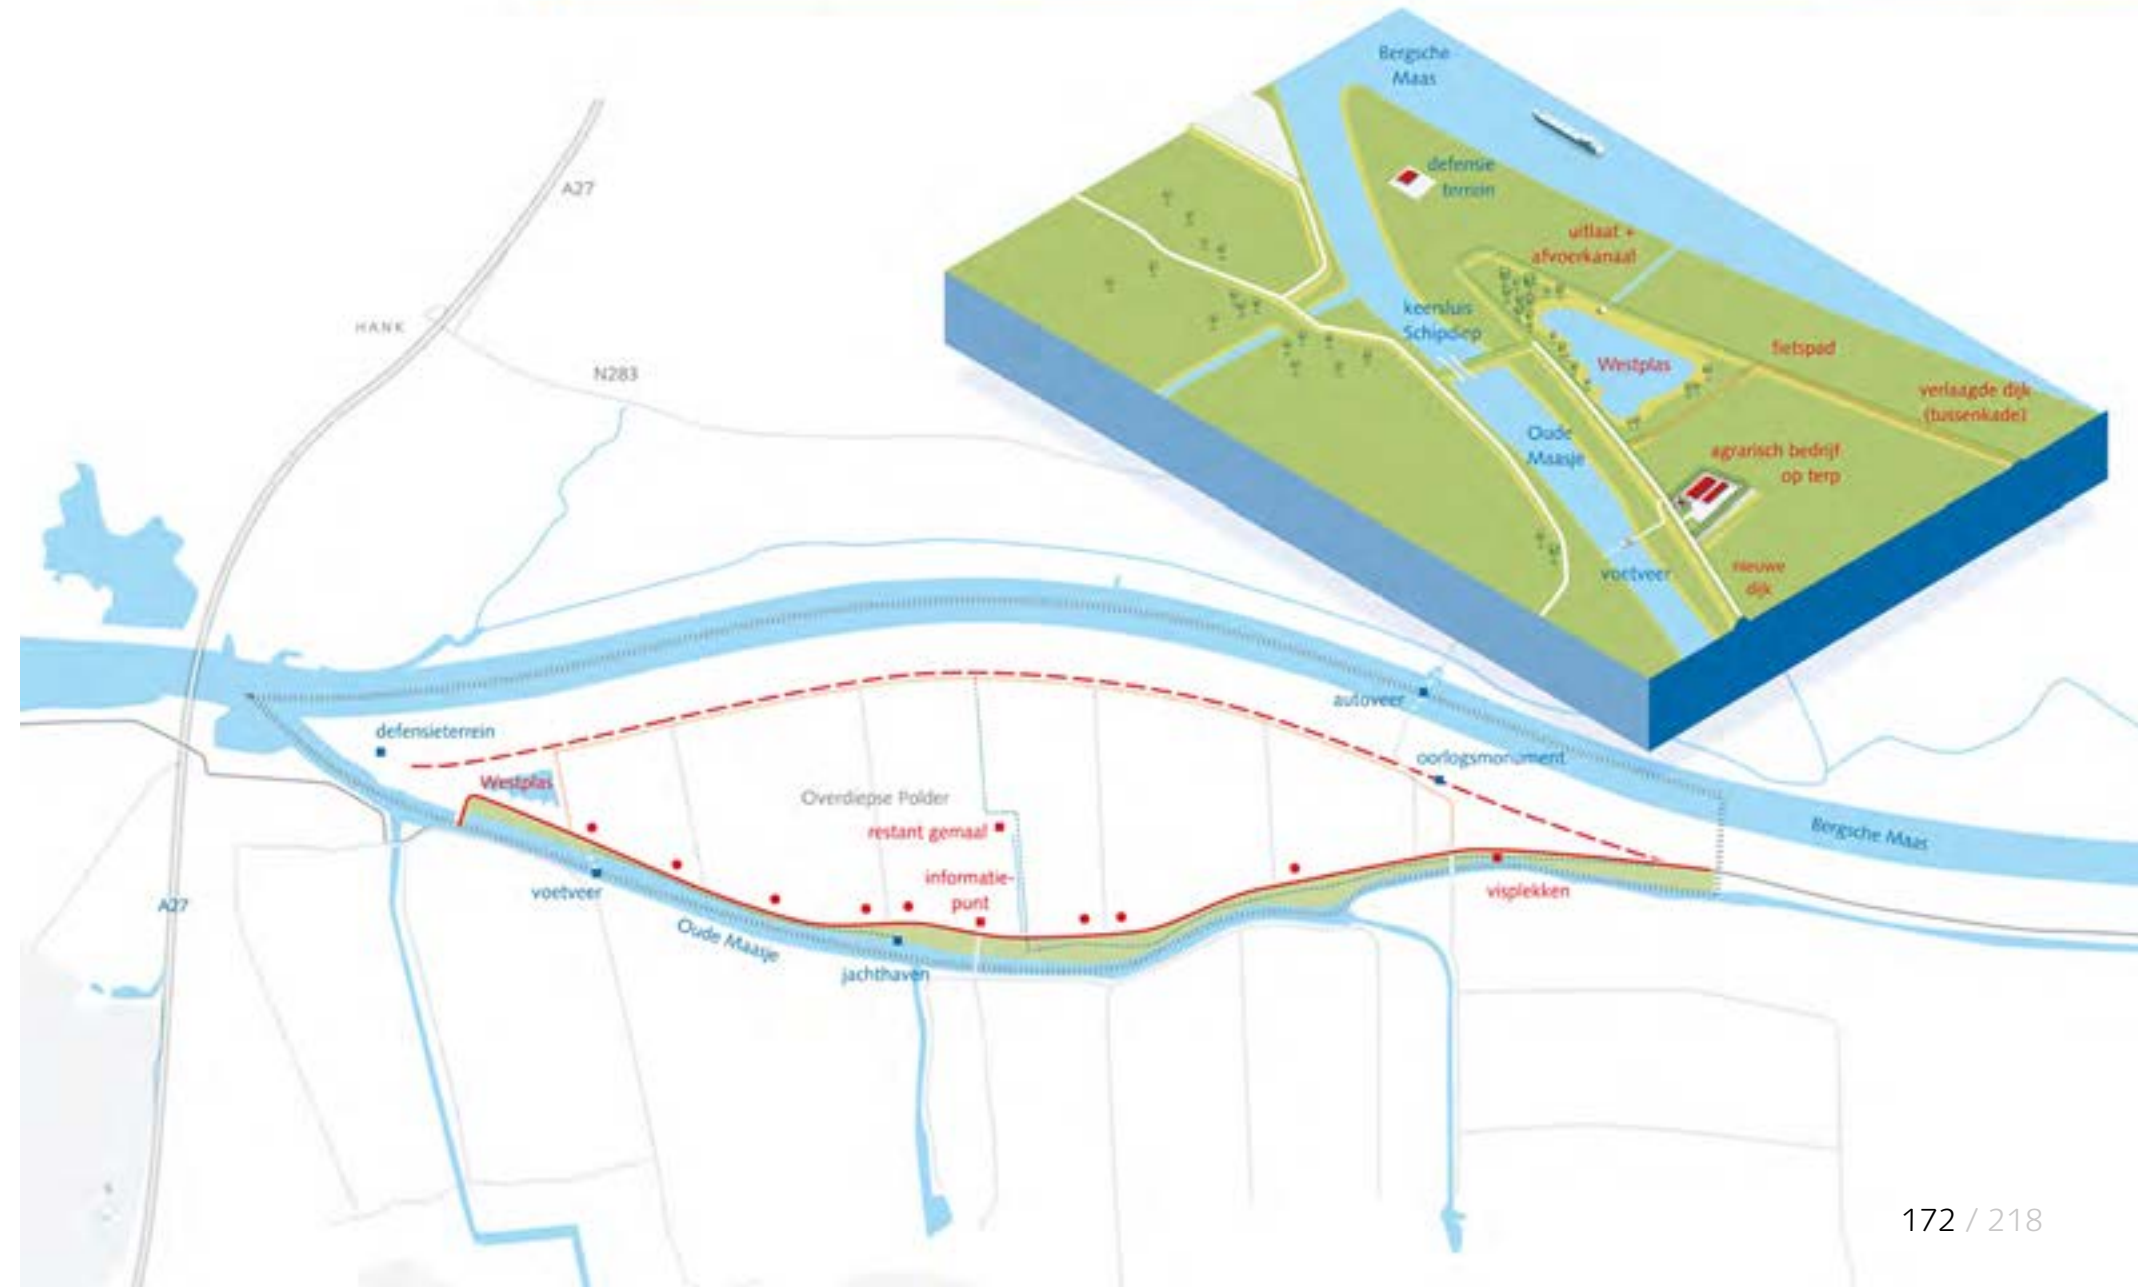 Bergsche
Maas
defensie
terrein
uitlaat +
afvoerkanaal
keersluis
Schipdiep
Westplas
fietspad
verlaagde dijk
(tussenkade)
Oude
Maasje
agrarisch bedrijf
op terp
voetveer
nieuwe
dijk
A27
HANK
N283
autoveer
defensieterrein
oorlogsmonument
Westplas
Overdiepse Polder
restant gemaal
Bergsche Maas
informatie-
punt
voetveer
visplekken
A27
Oude Maasje
jachthaven
172 / 218